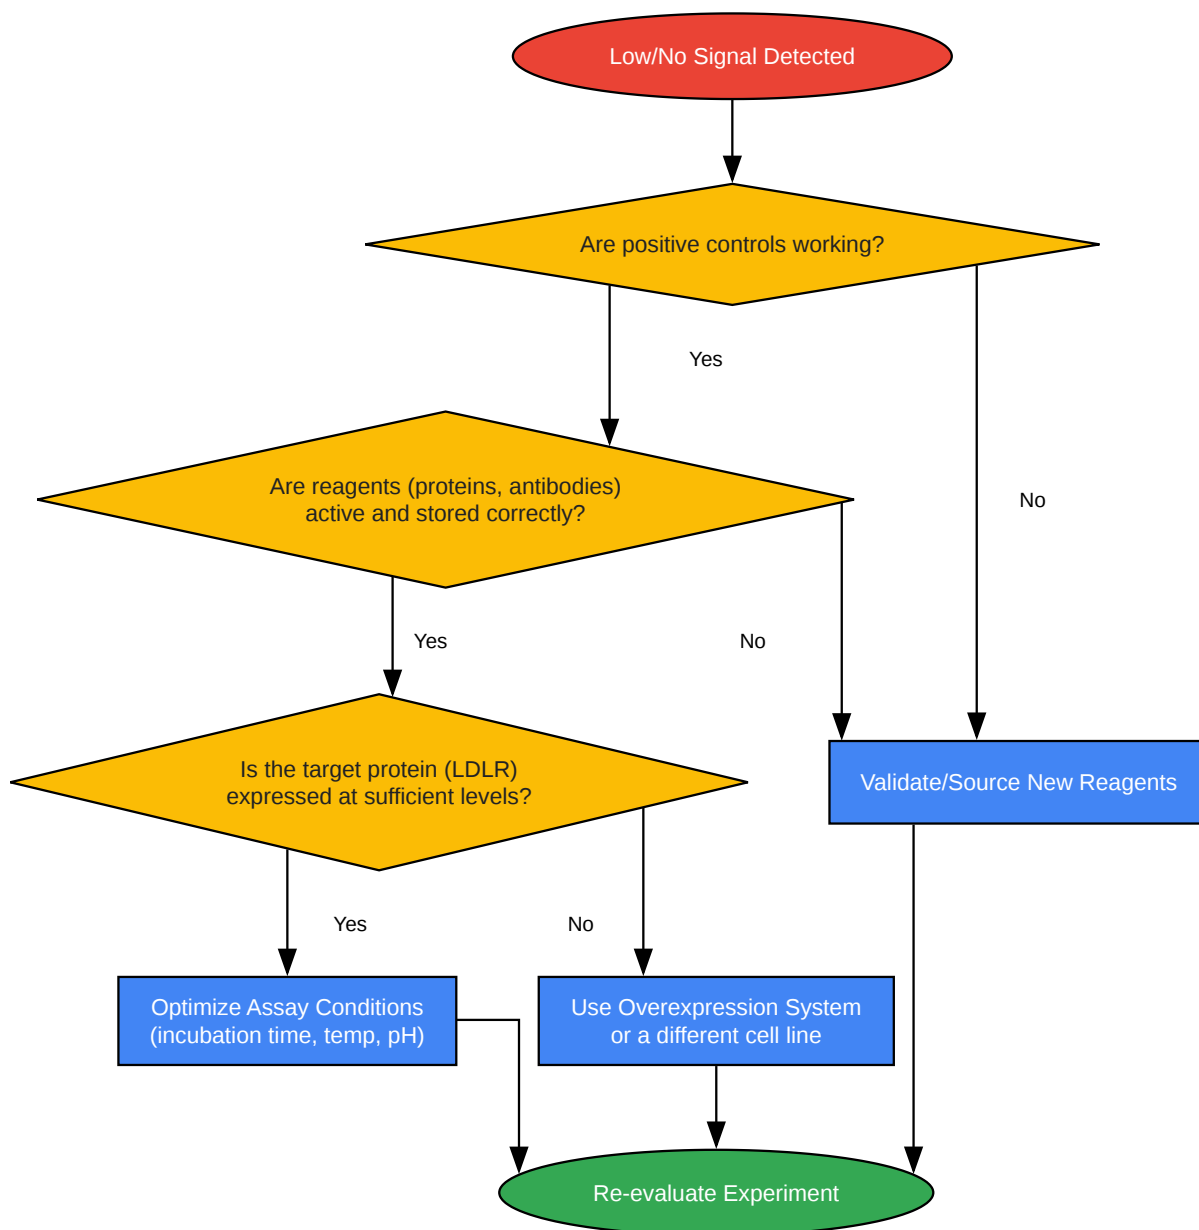 Low/No Signal Detected
Are positive controls working?
Yes
Are reagents (proteins, antibodies)
active and stored correctly?
No
Yes
No
Is the target protein (LDLR)
expressed at sufficient levels?
Validate/Source New Reagents
Yes
No
Optimize Assay Conditions
(incubation time, temp, pH)
Use Overexpression System
or a different cell line
Re-evaluate Experiment